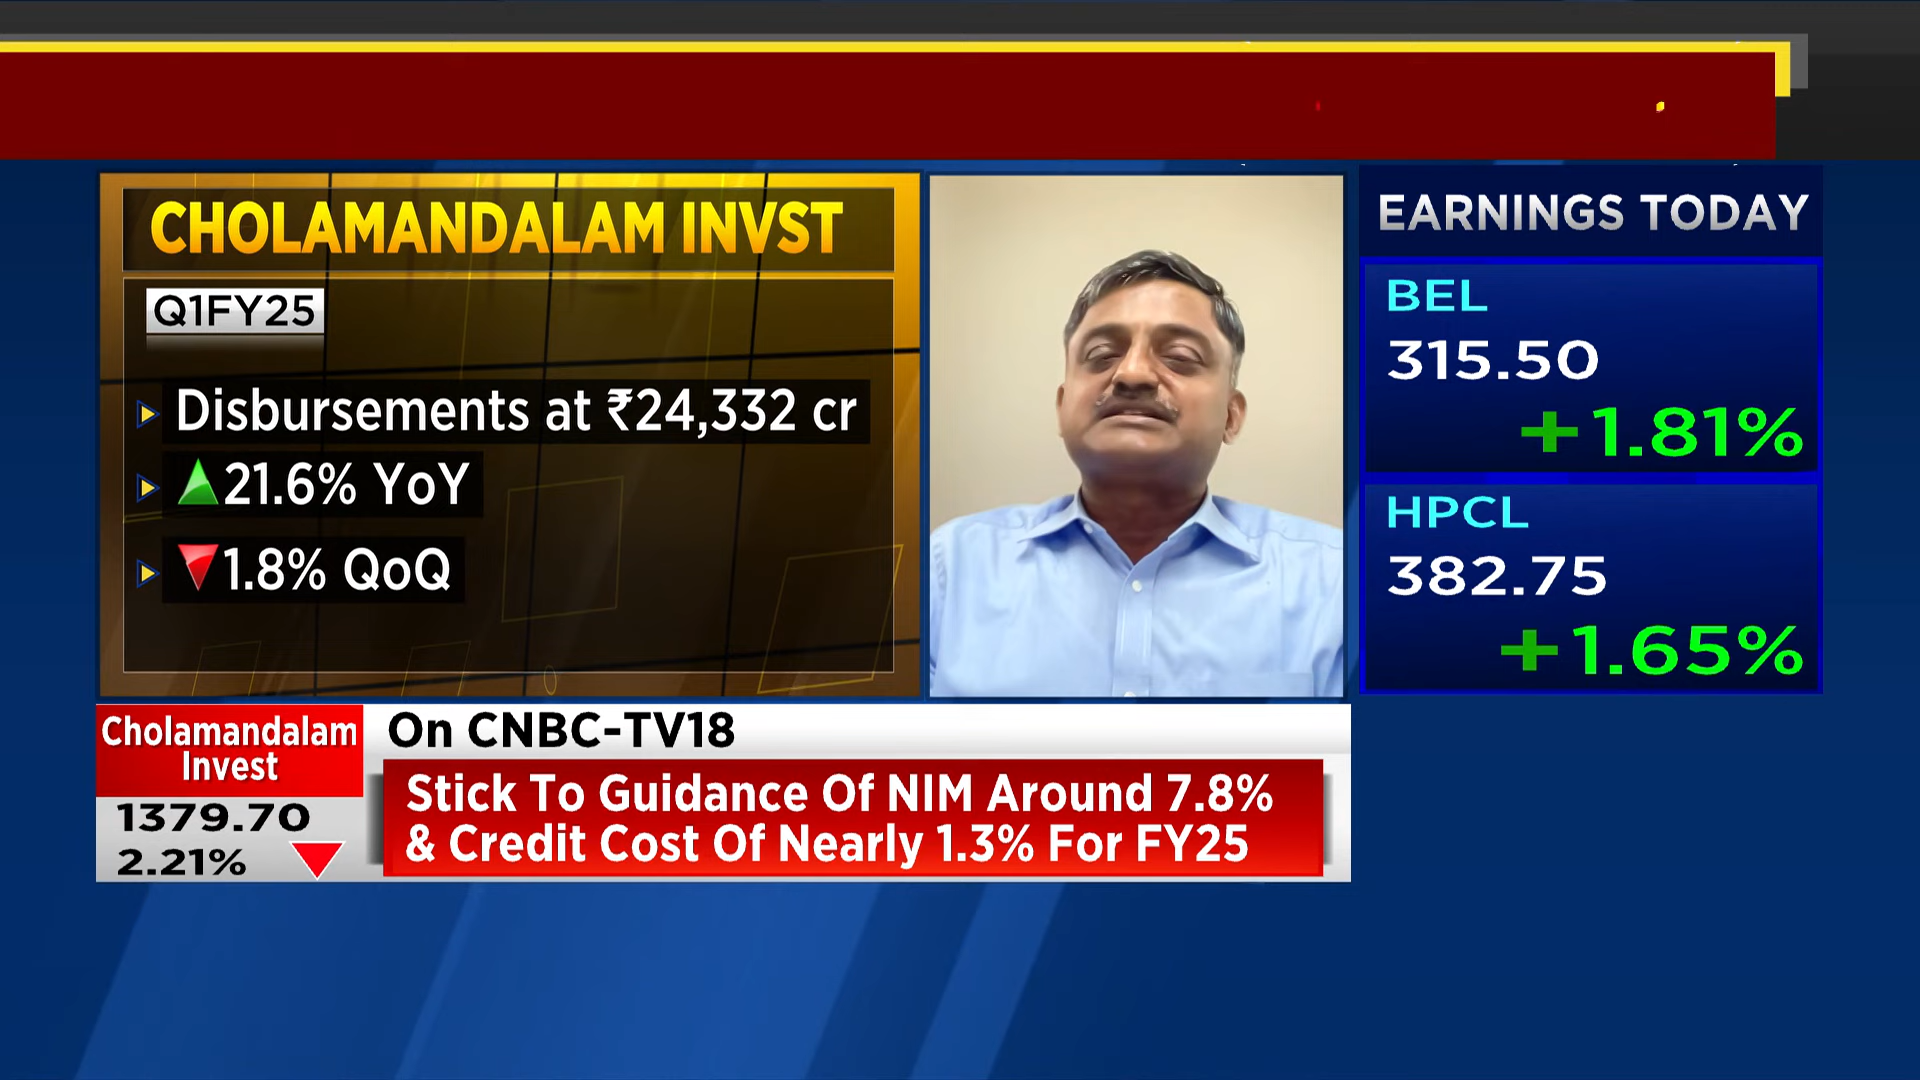 CHOLAMANDALAM INVST
Q1FY25
Disbursements at ₹24,332 cr
21.6% YoY
1.8% QoQ
EARNINGS TODAY
BEL
315.50
+1.81%
HPCL
382.75
+1.65%
Cholamandalam
Invest
1379.70
2.21%
On CNBC-TV18
Stick To Guidance Of NIM Around 7.8%
& Credit Cost Of Nearly 1.3% For FY25